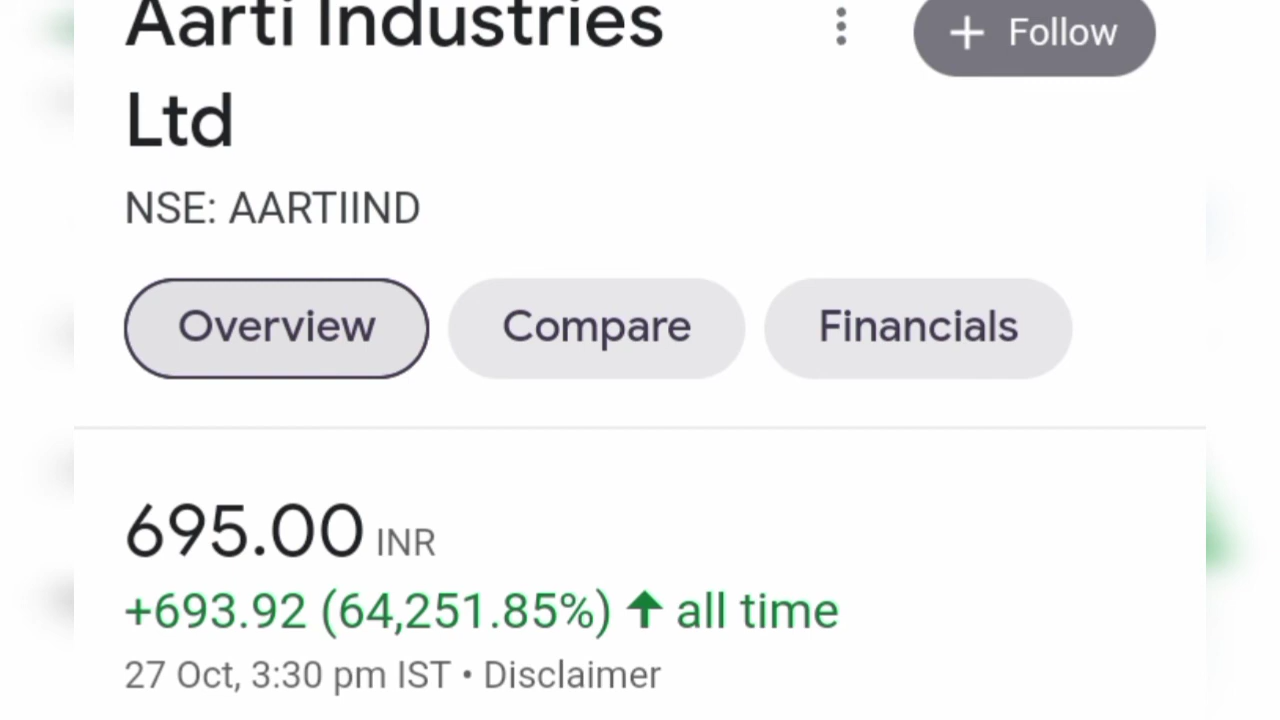 Aarti Industries
+ Follow
Ltd
NSE: AARTIIND
Overview Compare Financials
695.00 INR
+693.92 (64,251.85%) ↑ all time
27 Oct, 3:30 pm IST • Disclaimer